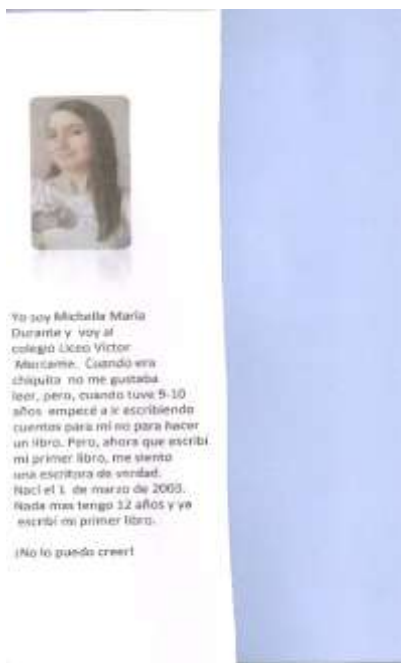 Yo soy Michelle María
Durante y voy al
colegio Liceo Victor
Cuando era
chiquita no me gustaba
leer, pero, cuando tuve 9-10
años empecé a ir escribiendo
cuentos para mí no para hacer
un libro. Pero, ahora que escribí
mi primer libro, me siento
una escritora de verdad.
Nací el 1 de marzo de 2003.
Nada mas tengo 12 años y ya
escribí mi primer libro.
¡No lo puedo creer!